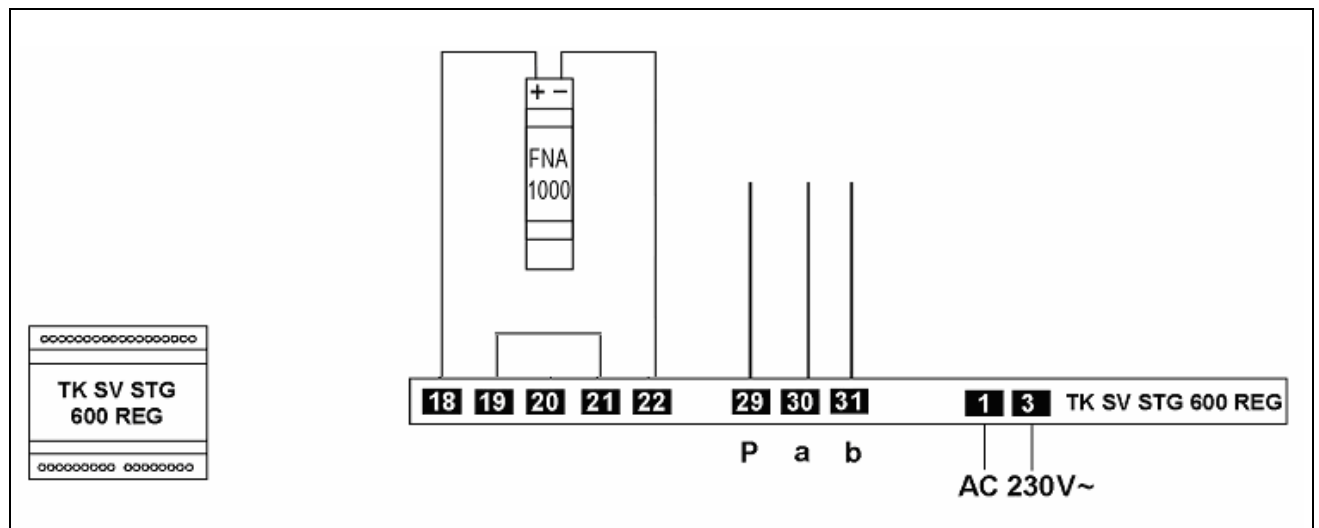 + −
FNA
1000
TK SV STG
600 REG
18 19 20 21 22 29 30 31 1 3 TK SV STG 600 REG
P a b
AC 230V~